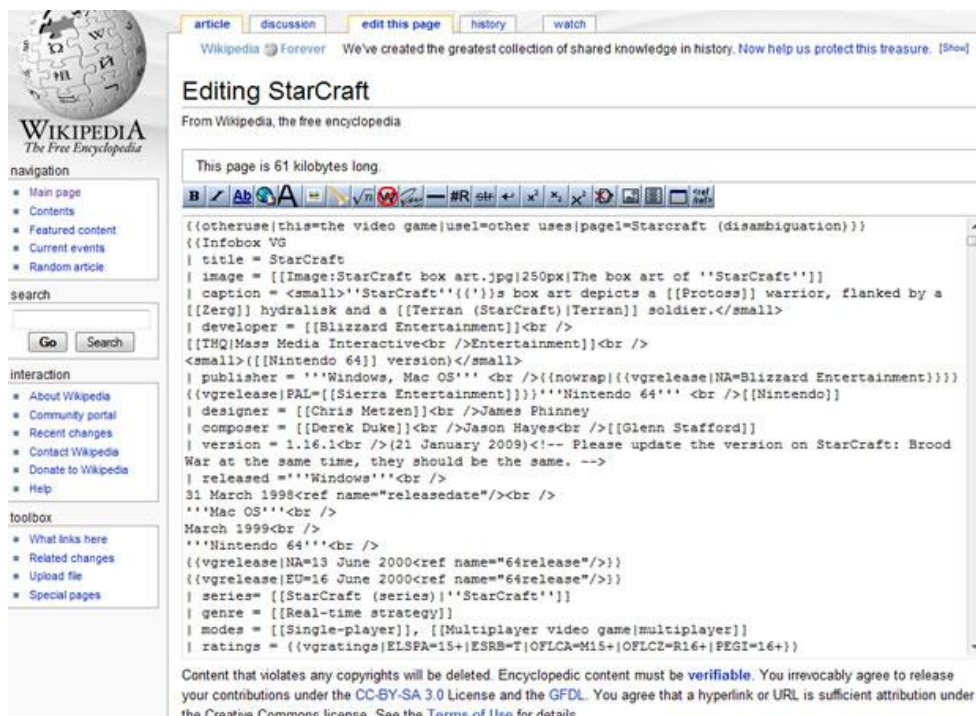 article discussion edit this page history watch
Wikipedia Forever We've created the greatest collection of shared knowledge in history. Now help us protect this treasure. [Show]
WIKIPEDIA
The Free Encyclopedia
Editing StarCraft
From Wikipedia, the free encyclopedia
This page is 61 kilobytes long.
navigation
Main page
Contents
Featured content
Current events
Random article
search
Go Search
interaction
About Wikipedia
Community portal
Recent changes
Contact Wikipedia
Donate to Wikipedia
Help
toolbox
What links here
Related changes
Upload file
Special pages
{{otheruse|this=the video game|use1=other uses|page1=Starcraft (disambiguation)}}
{{Infobox VG
| title = StarCraft
| image = [[Image:StarCraft box art.jpg|250px|The box art of ''StarCraft'']]
| caption = <small>''StarCraft''{{'}}s box art depicts a [[Protoss]] warrior, flanked by a
[[Zerg]] hydralisk and a [[Terran (StarCraft)|Terran]] soldier.</small>
| developer = [[Blizzard Entertainment]]<br />
[[THQ|Mass Media Interactive<br />Entertainment]]<br />
<small>([[Nintendo 64]] version)</small>
| publisher = '''Windows, Mac OS''' <br />{{nowrap|{{vgrelease|NA=Blizzard Entertainment}}}}
{{vgrelease|PAL=[[Sierra Entertainment]]}}'''Nintendo 64''' <br />[[Nintendo]]
| designer = [[Chris Metzen]]<br />James Phinney
| composer = [[Derek Duke]]<br />Jason Hayes<br />[[Glenn Stafford]]
| version = 1.16.1<br />(21 January 2009)<!-- Please update the version on StarCraft: Brood
War at the same time, they should be the same. -->
| released ='''Windows'''<br />
31 March 1998<ref name="releasedate"/><br />
'''Mac OS'''<br />
March 1999<br />
'''Nintendo 64'''<br />
{{vgrelease|NA=13 June 2000<ref name="64release"/>}}
{{vgrelease|EU=16 June 2000<ref name="64release"/>}}
| series= [[StarCraft (series)|''StarCraft'']]
| genre = [[Real-time strategy]]
| modes = [[Single-player]], [[Multiplayer video game|multiplayer]]
| ratings = {{vgratings|ELSPA=15+|ESRB=T|OFLCA=M15+|OFLCZ=R16+|PEGI=16+}}
Content that violates any copyrights will be deleted. Encyclopedic content must be verifiable. You irrevocably agree to release
your contributions under the CC-BY-SA 3.0 License and the GFDL. You agree that a hyperlink or URL is sufficient attribution under
the Creative Commons license. See the Terms of Use for details.